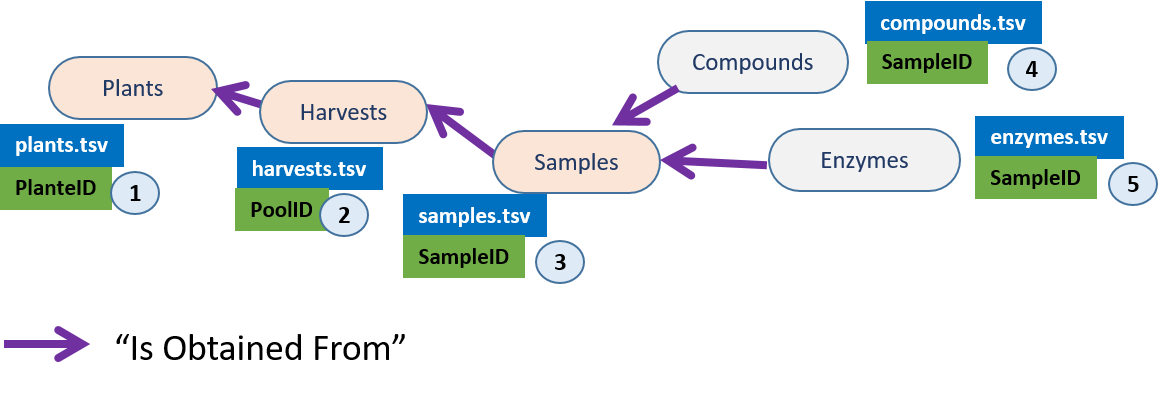 Plants
plants.tsv
PlanteID
1
Harvests
harvests.tsv
PoolID
2
Samples
samples.tsv
SampleID
3
Compounds
compounds.tsv
SampleID
4
Enzymes
enzymes.tsv
SampleID
5
“Is Obtained From”